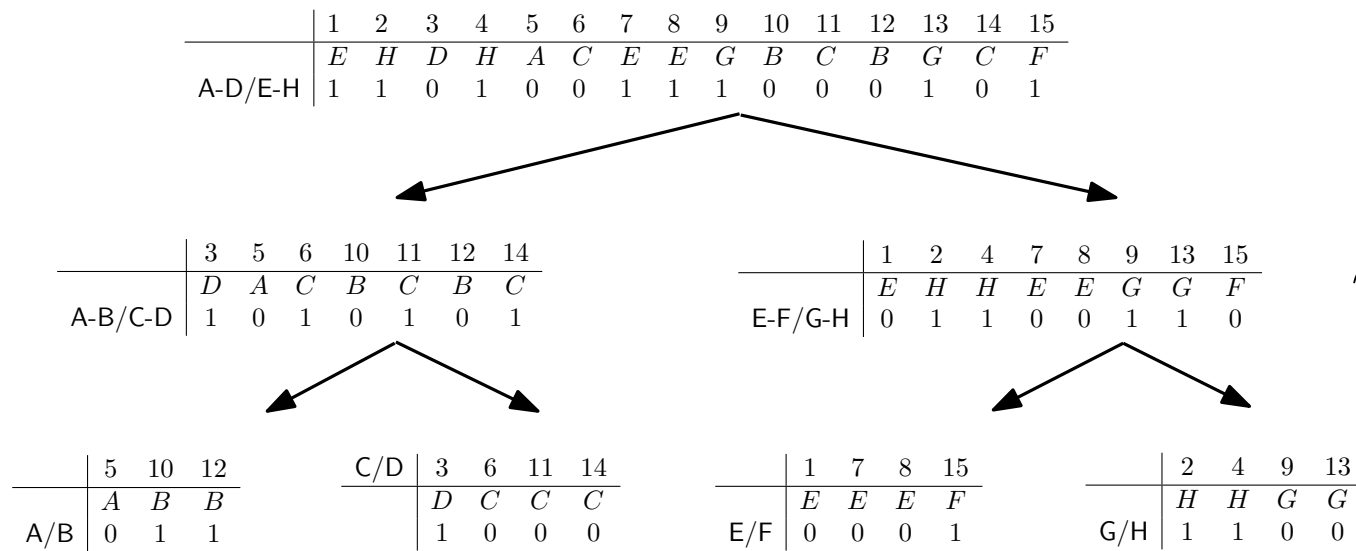 1 2 3 4 5 6 7 8 9 10 11 12 13 14 15
E H D H A C E E G B C B G C F
A-D/E-H 1 1 0 1 0 0 1 1 1 0 0 0 1 0 1
3 5 6 10 11 12 14
D A C B C B C
A-B/C-D 1 0 1 0 1 0 1
1 2 4 7 8 9 13 15
E H H E E G G F
E-F/G-H 0 1 1 0 0 1 1 0
5 10 12
A B B
A/B 0 1 1
C/D 3 6 11 14
D C C C
1 0 0 0
1 7 8 15
E E E F
E/F 0 0 0 1
2 4 9 13
H H G G
G/H 1 1 0 0